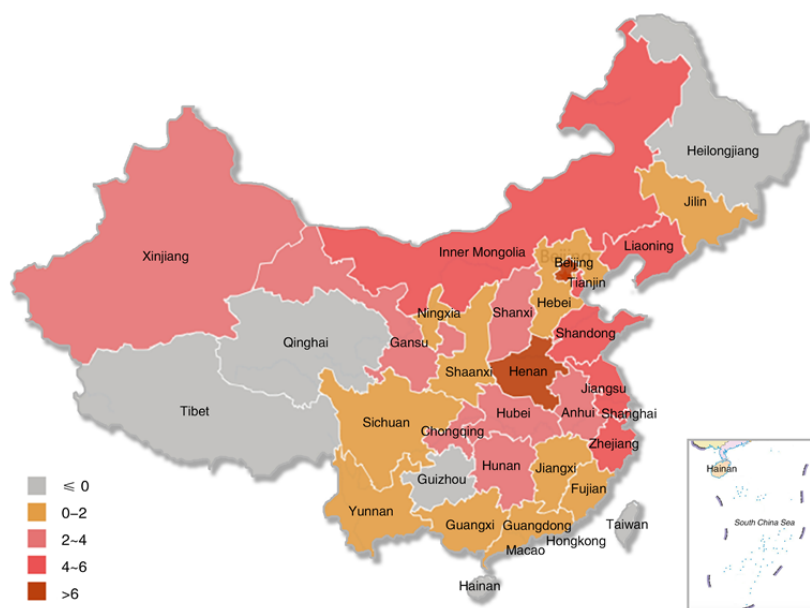 Heilongjiang
Jilin
Xinjiang
Inner Mongolia
Liaoning
Beijing
Tianjin
Hebei
Ningxia
Shanxi
Shandong
Qinghai
Gansu
Shaanxi
Henan
Jiangsu
Tibet
Hubei
Anhui
Shanghai
Sichuan
Chongqing
Zhejiang
Hunan
Jiangxi
Guizhou
Fujian
Yunnan
Guangxi
Guangdong
Taiwan
Hongkong
Macao
Hainan
≤ 0
0–2
2~4
4~6
>6
Hainan
South China Sea